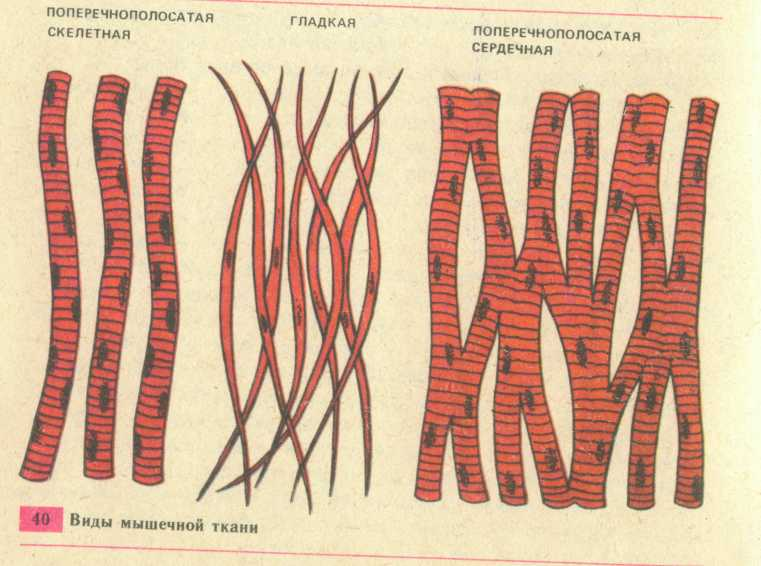 ПОПЕРЕЧНОПОЛОСАТАЯ
СКЕЛЕТНАЯ
ГЛАДКАЯ
ПОПЕРЕЧНОПОЛОСАТАЯ
СЕРДЕЧНАЯ
40 Виды мышечной ткани